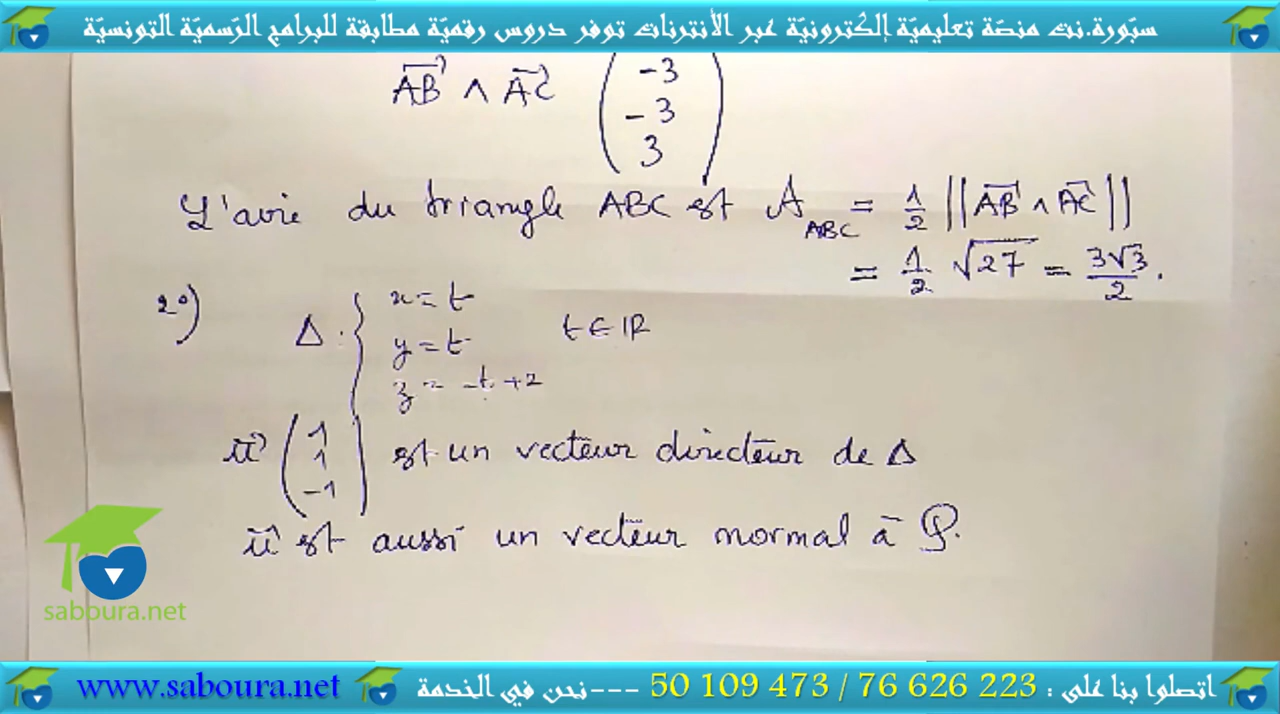 سبّورة.نت منصّة تعليميّة إلكترونيّة عبر الأنترنات توفر دروس رقميّة مطابقة للبرامج الرّسميّة التونسيّة
AB ∧ AC ( -3
-3
3 )
L'aire du triangle ABC est A_ABC = 1/2 ||AB ∧ AC||
= 1/2 √27 = 3√3/2.
2°)
Δ: { x = t
y = t t ∈ IR
z = -t + 2
u ( 1
1
-1 ) est un vecteur directeur de Δ
u est aussi un vecteur normal à P.
saboura.net
www.saboura.net اتصلوا بنا على : 223 626 76 / 473 109 50 ---نحن في الخدمة